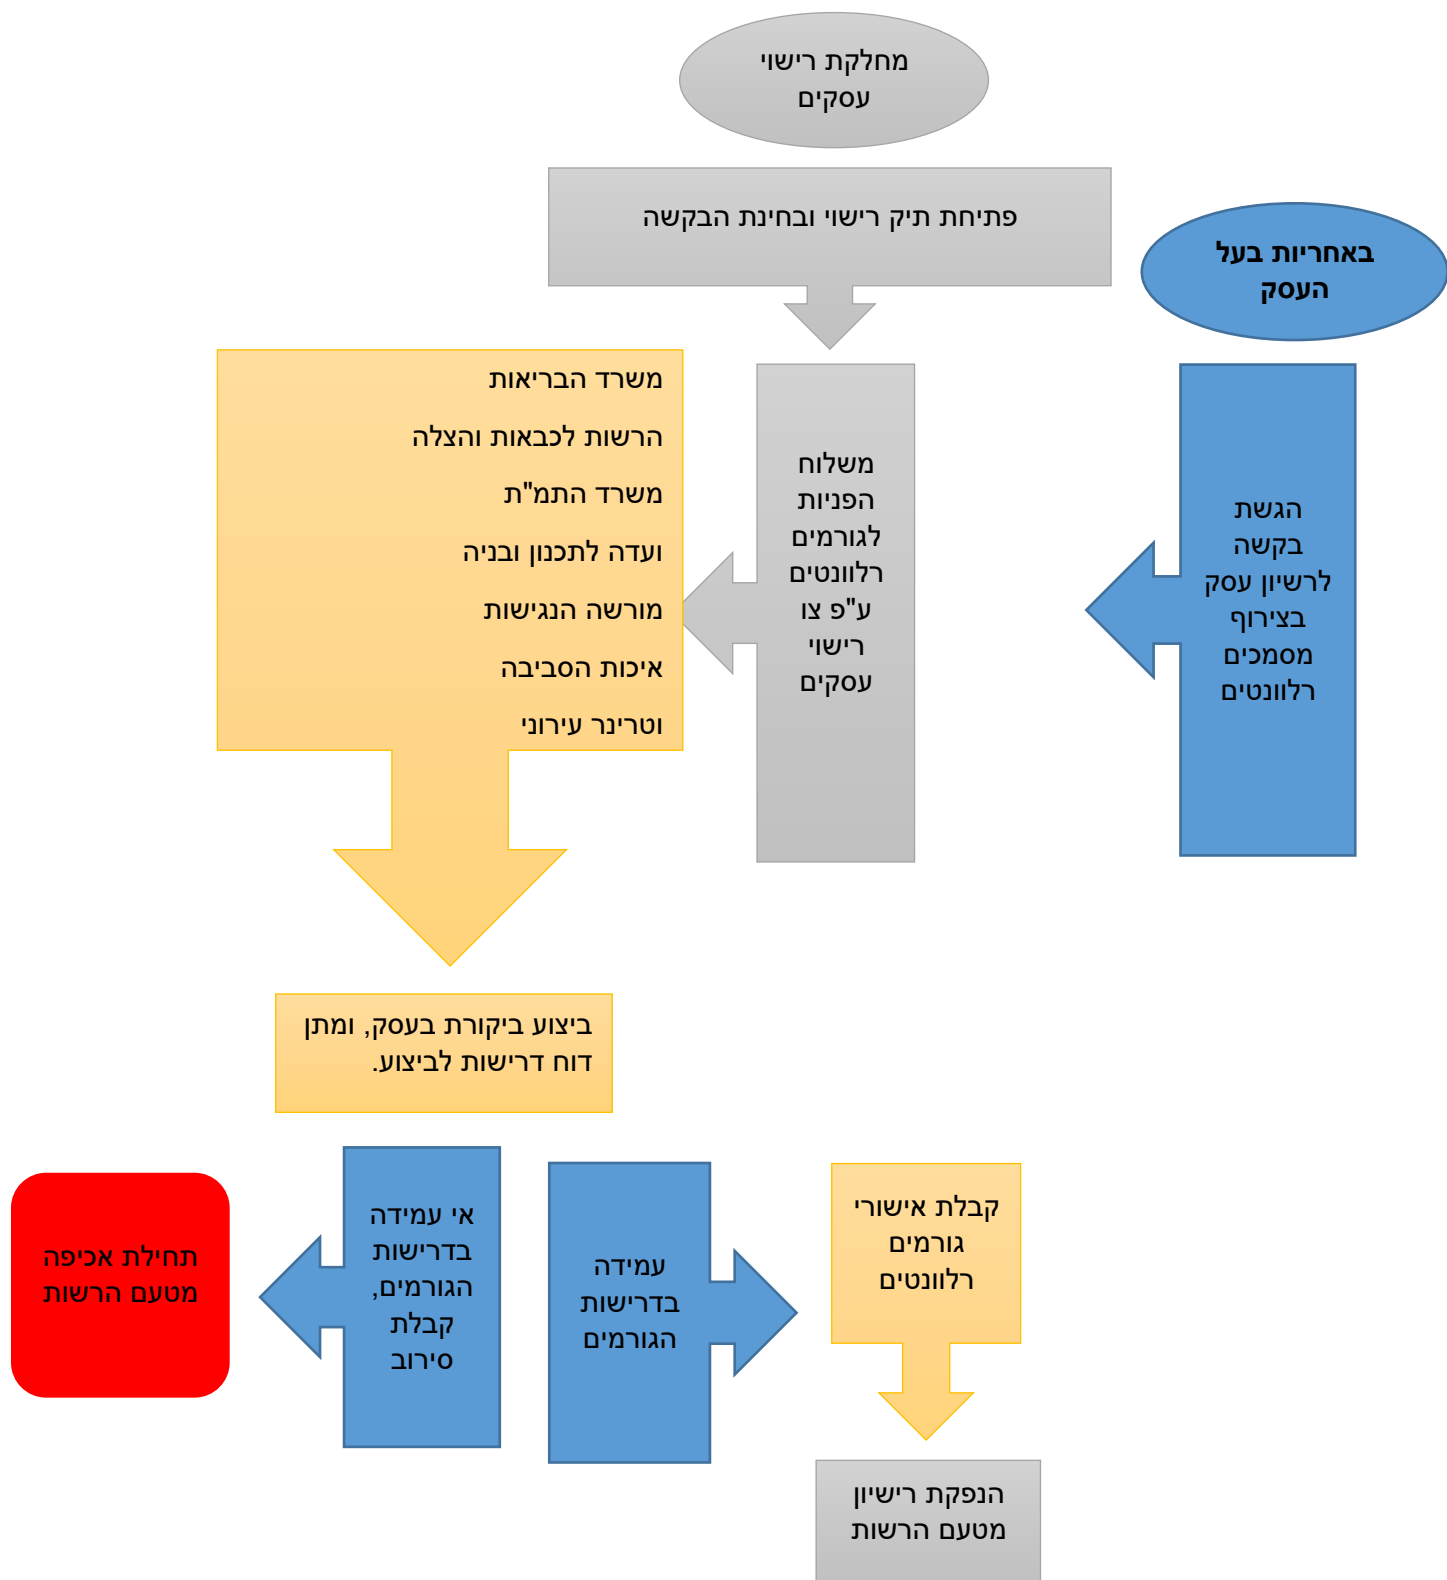 מחלקת רישוי
עסקים
פתיחת תיק רישוי ובחינת הבקשה
באחריות בעל
העסק
הגשת
בקשה
לרשיון עסק
בצירוף
מסמכים
רלוונטים
משלוח
הפניות
לגורמים
רלוונטים
ע"פ צו
רישוי
עסקים
משרד הבריאות
הרשות לכבאות והצלה
משרד התמ"ת
ועדה לתכנון ובניה
מורשה הנגישות
איכות הסביבה
וטרינר עירוני
ביצוע ביקורת בעסק, ומתן
דוח דרישות לביצוע.
קבלת אישורי
גורמים
רלוונטים
עמידה
בדרישות
הגורמים
אי עמידה
בדרישות
הגורמים,
קבלת
סירוב
תחילת אכיפה
מטעם הרשות
הנפקת רישיון
מטעם הרשות